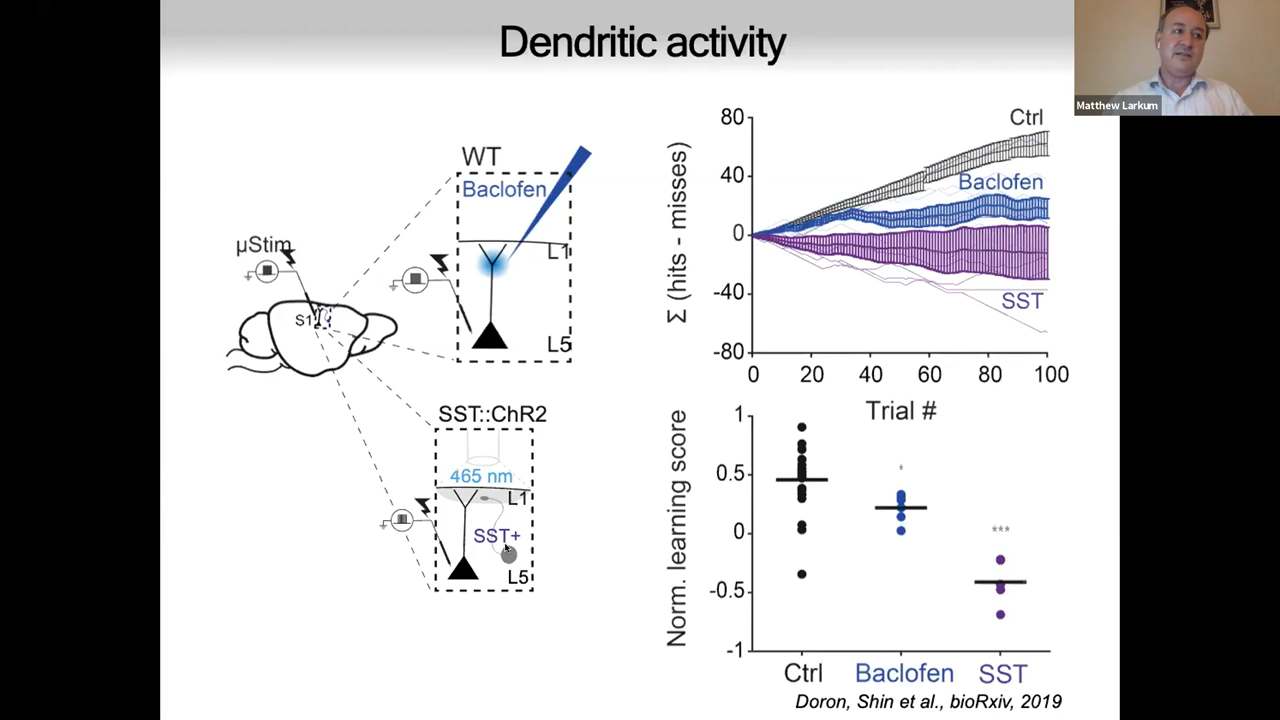 Dendritic activity
Matthew Larkum
WT
Baclofen
L1
L5
µStim
S1
SST::ChR2
465 nm
L1
SST+
L5
Σ (hits - misses)
80
40
0
-40
-80
Ctrl
Baclofen
SST
0 20 40 60 80 100
Trial #
Norm. learning score
1
0.5
0
-0.5
-1
*
***
Ctrl Baclofen SST
Doron, Shin et al., bioRxiv, 2019